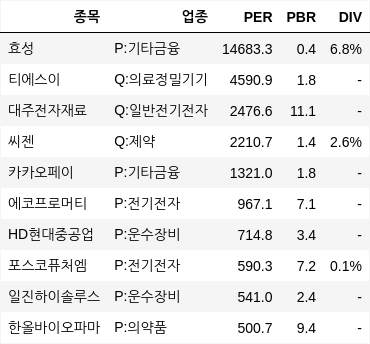 종목 업종 PER PBR DIV
효성 P:기타금융 14683.3 0.4 6.8%
티에스이 Q:의료정밀기기 4590.9 1.8 -
대주전자재료 Q:일반전기전자 2476.6 11.1 -
씨젠 Q:제약 2210.7 1.4 2.6%
카카오페이 P:기타금융 1321.0 1.8 -
에코프로머티 P:전기전자 967.1 7.1 -
HD현대중공업 P:운수장비 714.8 3.4 -
포스코퓨처엠 P:전기전자 590.3 7.2 0.1%
일진하이솔루스 P:운수장비 541.0 2.4 -
한올바이오파마 P:의약품 500.7 9.4 -